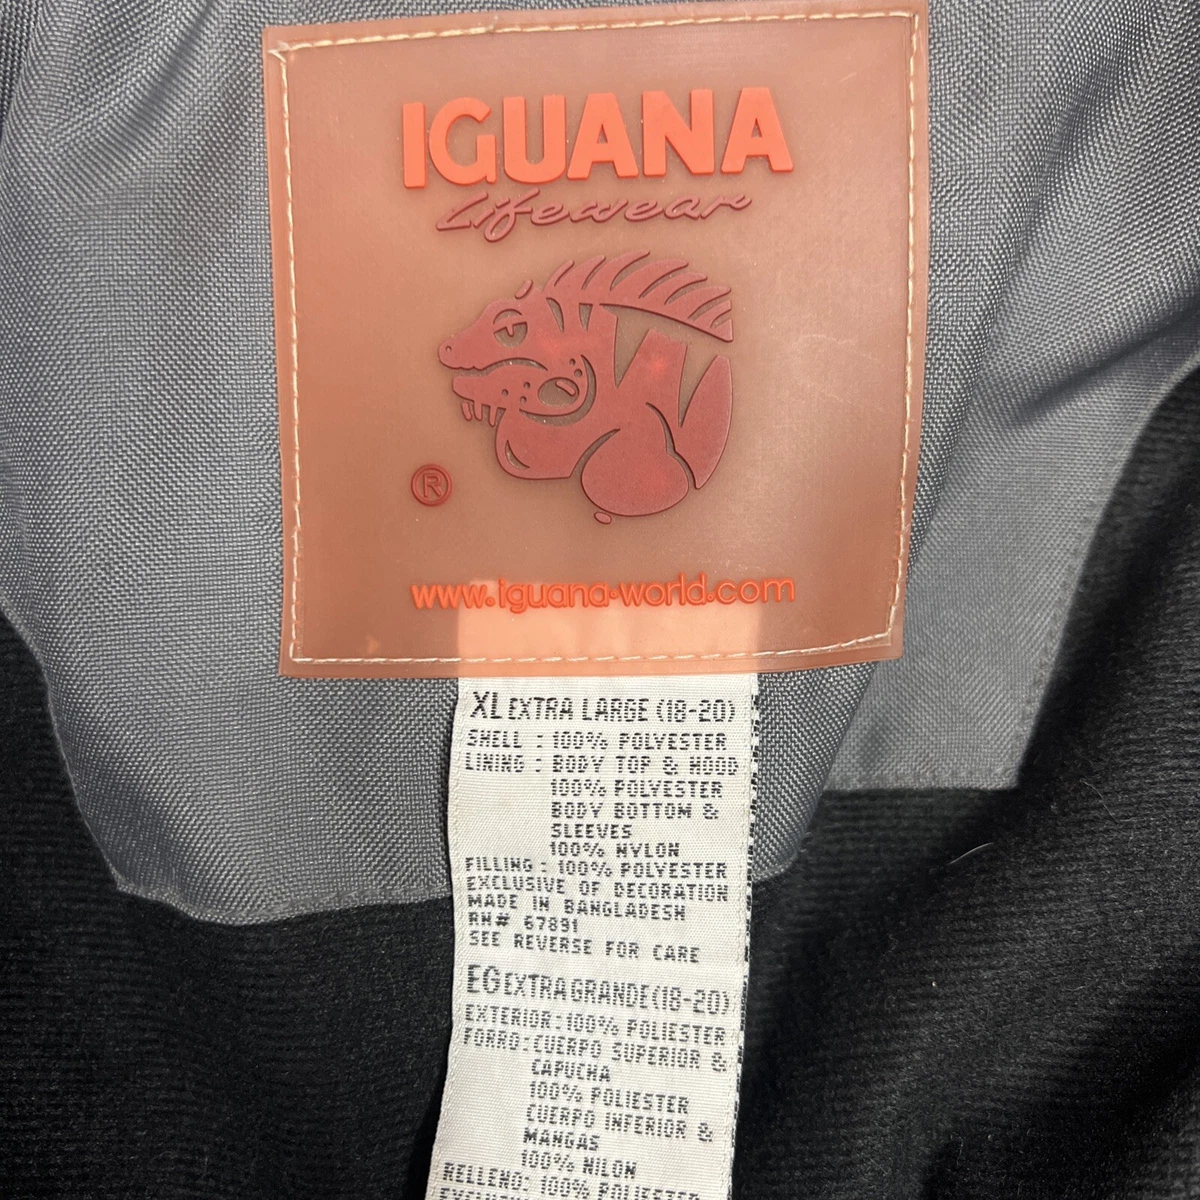 IGUANA
Lifewear
®
www.iguana-world.com
XL EXTRA LARGE (18-20)
SHELL : 100% POLYESTER
LINING : BODY TOP & HOOD
100% POLYESTER
BODY BOTTOM &
SLEEVES
100% NYLON
FILLING : 100% POLYESTER
EXCLUSIVE OF DECORATION
MADE IN BANGLADESH
RN# 67891
SEE REVERSE FOR CARE
EG EXTRA GRANDE (18-20)
EXTERIOR: 100% POLIESTER
FORRO: CUERPO SUPERIOR &
CAPUCHA
100% POLIESTER
CUERPO INFERIOR &
MANGAS
100% NILON
RELLENO: 100% POLIESTER